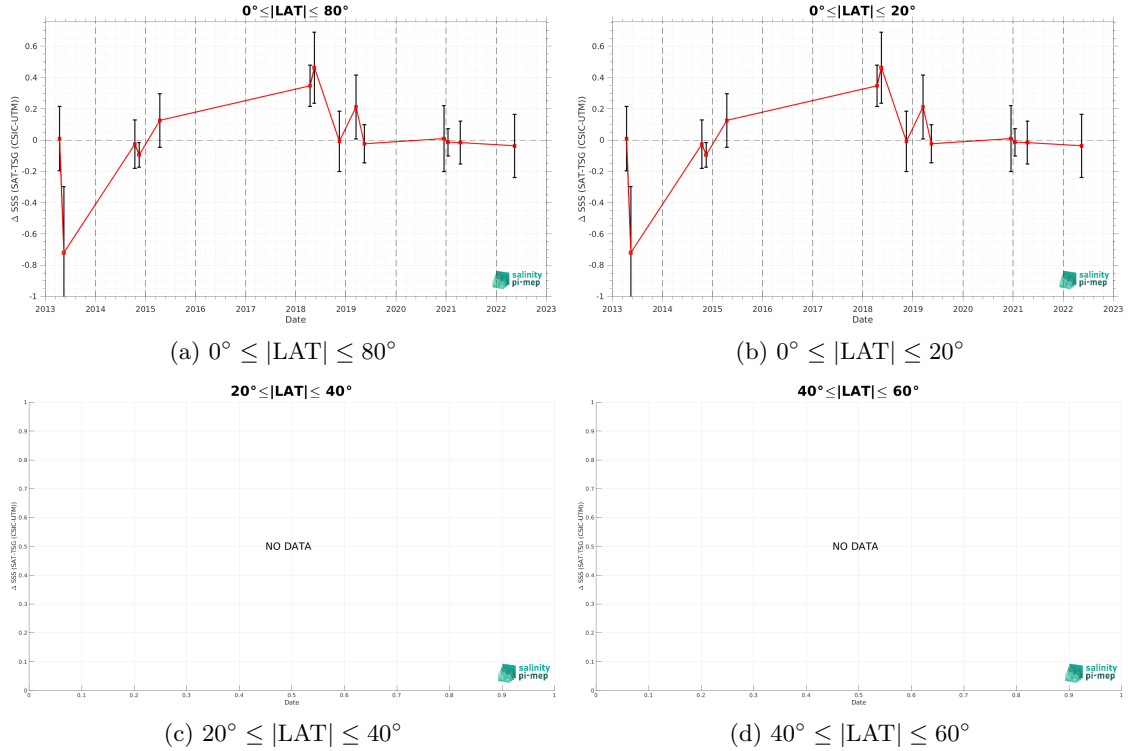 0°≤|LAT|≤ 80°
Δ SSS (SAT-TSG (CSIC-UTM))
0.6
0.4
0.2
0
-0.2
-0.4
-0.6
-0.8
-1
2013 2014 2015 2016 2017 2018 2019 2020 2021 2022 2023
Date
salinity
pi-mep
(a) 0° ≤ |LAT| ≤ 80°
0°≤|LAT|≤ 20°
Δ SSS (SAT-TSG (CSIC-UTM))
0.6
0.4
0.2
0
-0.2
-0.4
-0.6
-0.8
-1
2013 2014 2015 2016 2017 2018 2019 2020 2021 2022 2023
Date
salinity
pi-mep
(b) 0° ≤ |LAT| ≤ 20°
20°≤|LAT|≤ 40°
Δ SSS (SAT-TSG (CSIC-UTM))
1
0.9
0.8
0.7
0.6
0.5
0.4
0.3
0.2
0.1
0
NO DATA
0 0.1 0.2 0.3 0.4 0.5 0.6 0.7 0.8 0.9 1
Date
salinity
pi-mep
(c) 20° ≤ |LAT| ≤ 40°
40°≤|LAT|≤ 60°
Δ SSS (SAT-TSG (CSIC-UTM))
1
0.9
0.8
0.7
0.6
0.5
0.4
0.3
0.2
0.1
0
NO DATA
0 0.1 0.2 0.3 0.4 0.5 0.6 0.7 0.8 0.9 1
Date
salinity
pi-mep
(d) 40° ≤ |LAT| ≤ 60°